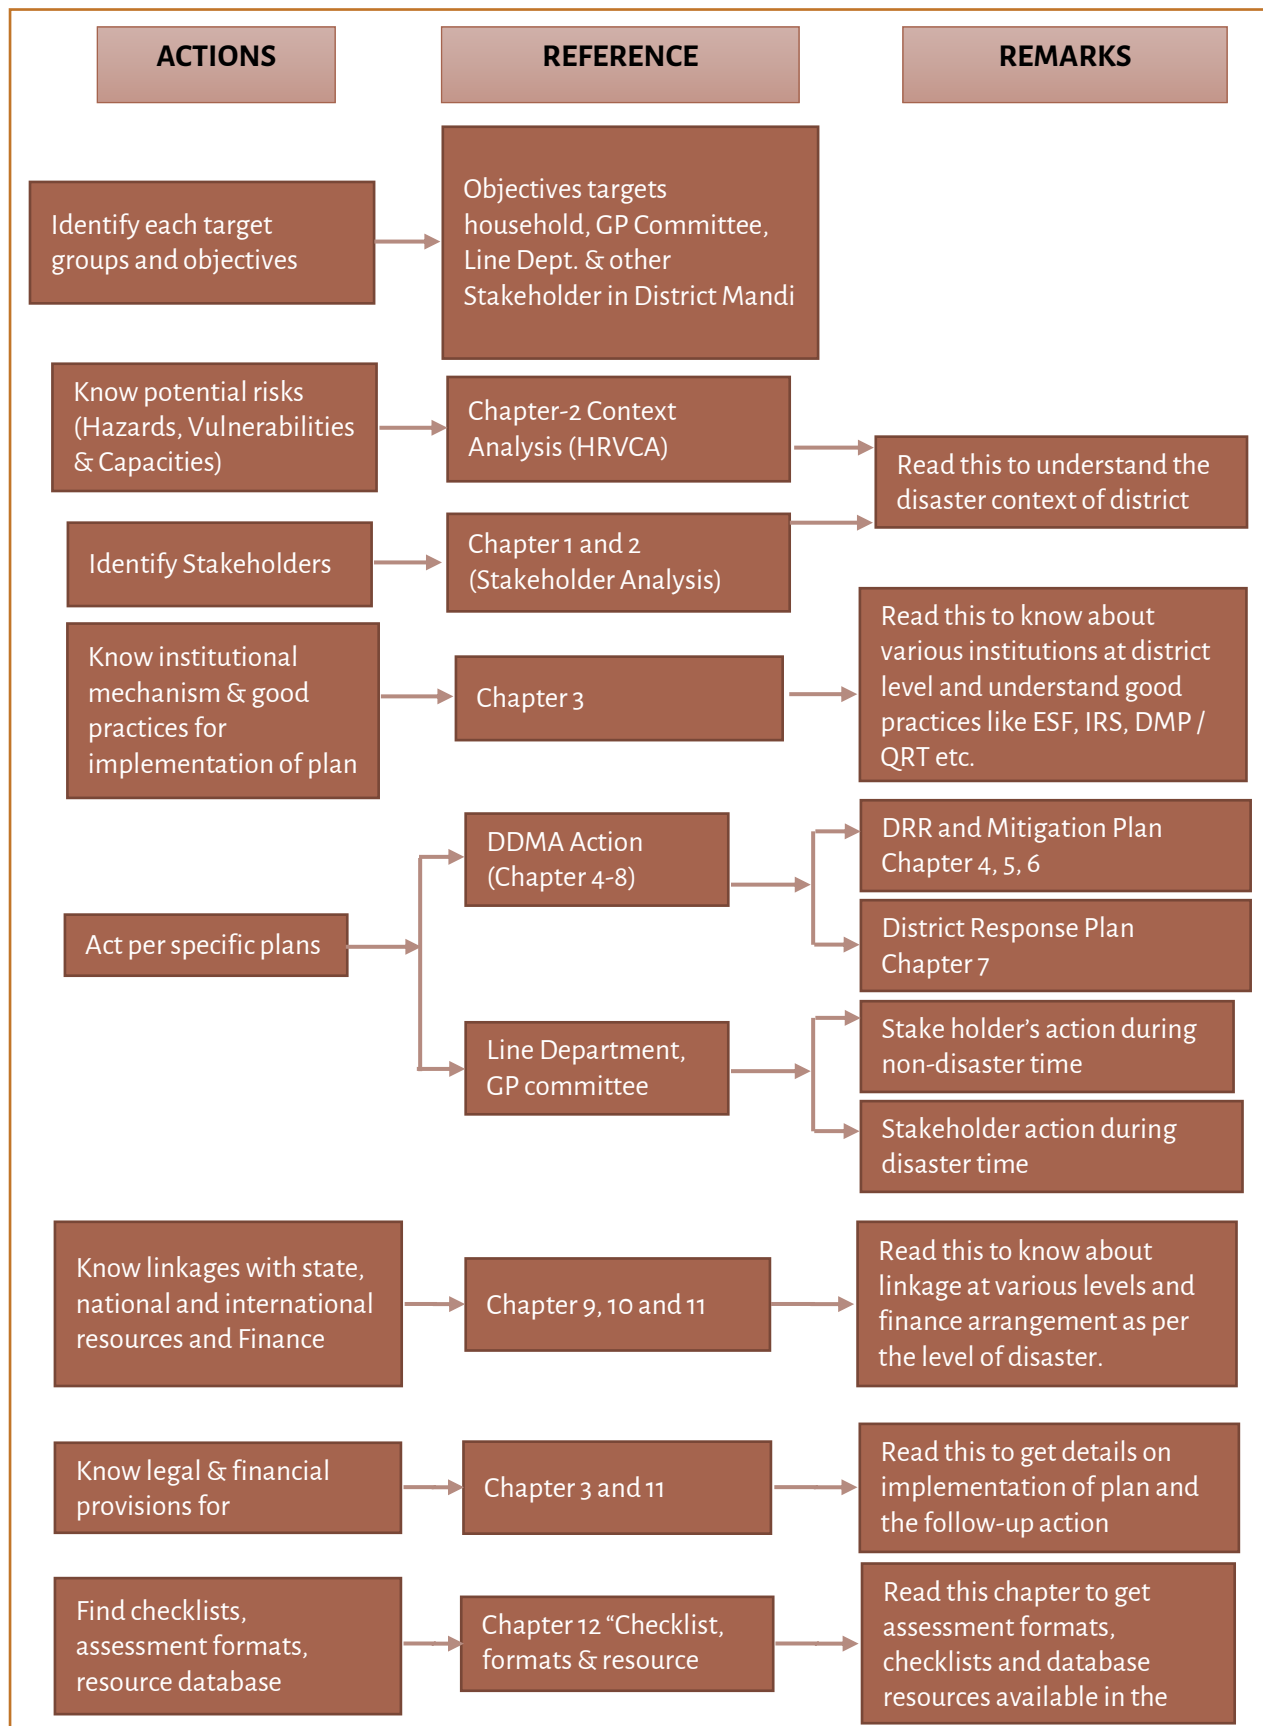 ACTIONS
REFERENCE
REMARKS
Identify each target
groups and objectives
Objectives targets
household, GP Committee,
Line Dept. & other
Stakeholder in District Mandi
Know potential risks
(Hazards, Vulnerabilities
& Capacities)
Chapter-2 Context
Analysis (HRVCA)
Read this to understand the
disaster context of district
Identify Stakeholders
Chapter 1 and 2
(Stakeholder Analysis)
Know institutional
mechanism & good
practices for
implementation of plan
Chapter 3
Read this to know about
various institutions at district
level and understand good
practices like ESF, IRS, DMP /
QRT etc.
Act per specific plans
DDMA Action
(Chapter 4-8)
DRR and Mitigation Plan
Chapter 4, 5, 6
District Response Plan
Chapter 7
Line Department,
GP committee
Stake holder’s action during
non-disaster time
Stakeholder action during
disaster time
Know linkages with state,
national and international
resources and Finance
Chapter 9, 10 and 11
Read this to know about
linkage at various levels and
finance arrangement as per
the level of disaster.
Know legal & financial
provisions for
Chapter 3 and 11
Read this to get details on
implementation of plan and
the follow-up action
Find checklists,
assessment formats,
resource database
Chapter 12 “Checklist,
formats & resource
Read this chapter to get
assessment formats,
checklists and database
resources available in the